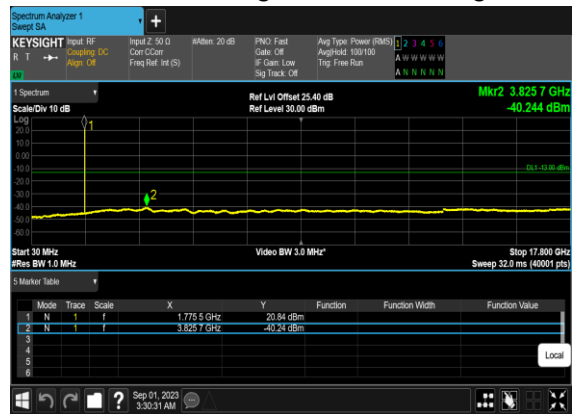 Spectrum Analyzer 1
Swept SA
+
KEYSIGHT Input: RF Input Z: 50 Ω #Atten: 20 dB PNO: Fast Avg Type: Power (RMS) 1 2 3 4 5 6
R T Coupling: DC Corr CCorr Gate: Off Avg|Hold: 100/100 A W W W W W
Align: Off Freq Ref: Int (S) IF Gain: Low Trig: Free Run
LW Sig Track: Off A N N N N N
1 Spectrum Ref Lvl Offset 25.40 dB Mkr2 3.825 7 GHz
Scale/Div 10 dB Ref Level 30.00 dBm -40.244 dBm
Log
20.0
10.0
0.00
-10.0
-20.0
-30.0
-40.0
-50.0
-60.0
1
2
DL1 -13.00 dBm
Start 30 MHz Video BW 3.0 MHz* Stop 17.800 GHz
#Res BW 1.0 MHz Sweep 32.0 ms (40001 pts)
5 Marker Table
Mode Trace Scale X Y Function Function Width Function Value
1 N 1 f 1.775 5 GHz 20.84 dBm
2 N 1 f 3.825 7 GHz -40.24 dBm
3
4
5
6
Local
? Sep 01, 2023
3:30:31 AM